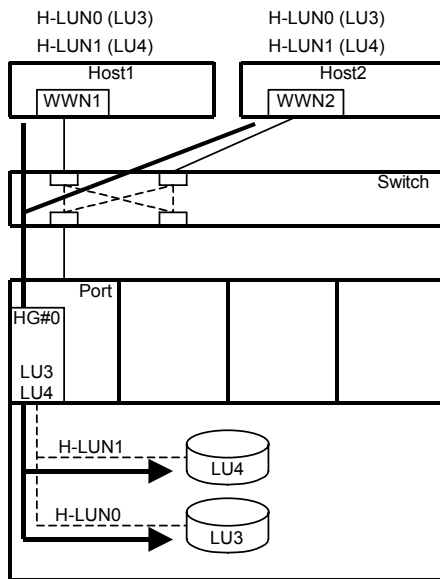 H-LUN0 (LU3)
H-LUN0 (LU3)
H-LUN1 (LU4)
H-LUN1 (LU4)
Host1
Host2
WWN1
WWN2
Switch
Port
HG#0
LU3
LU4
H-LUN1
LU4
H-LUN0
LU3